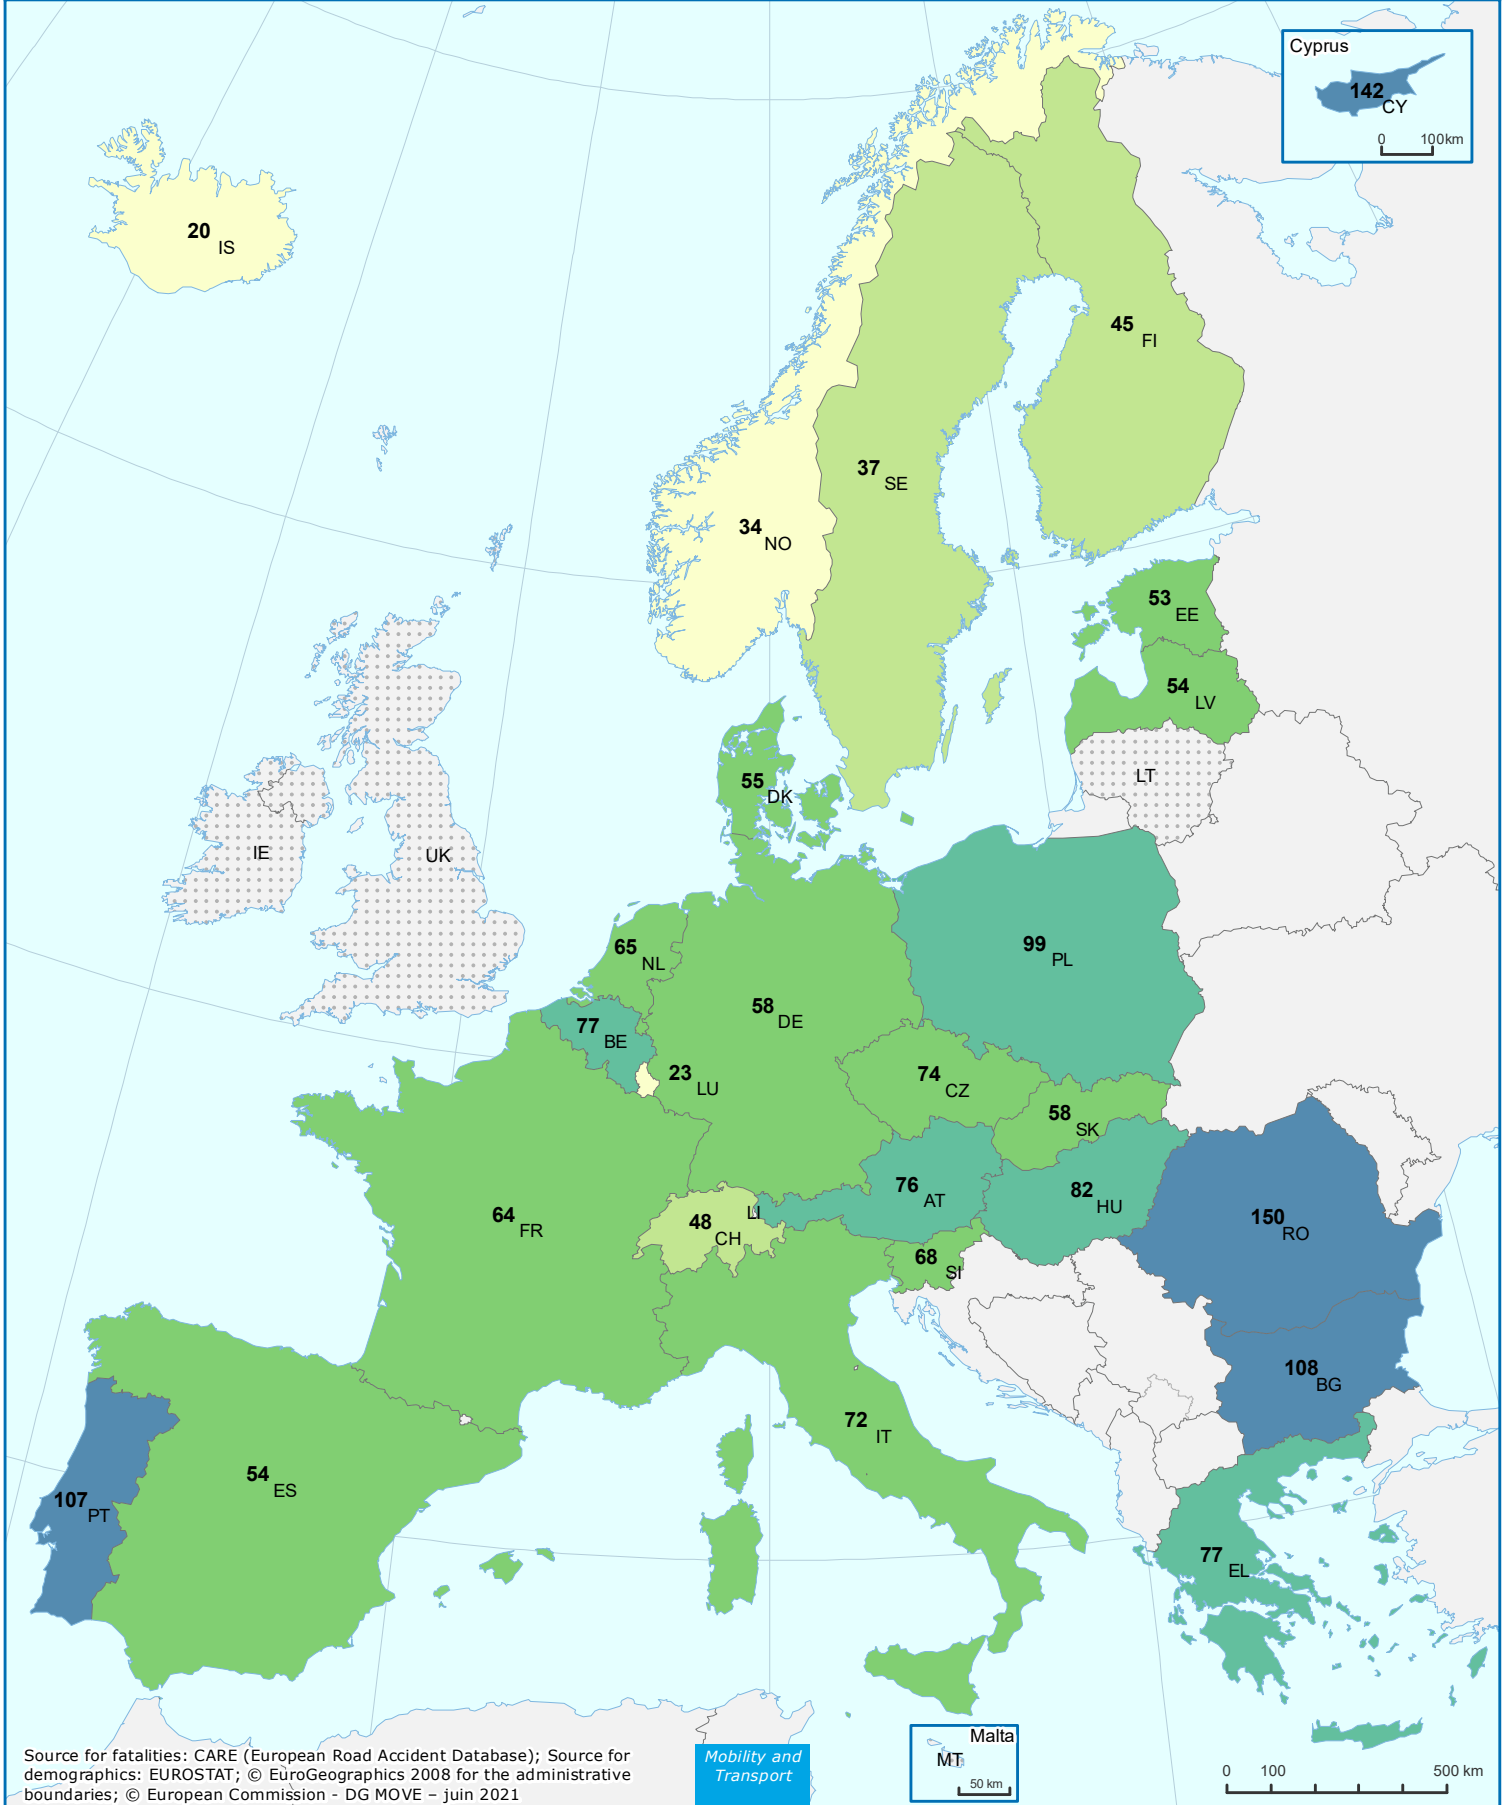 Cyprus
142
CY
0 100km
20
IS
45
FI
37
SE
34
NO
53
EE
54
LV
LT
55
DK
IE
UK
65
NL
99
PL
58
DE
77
BE
23
LU
74
CZ
58
SK
76
AT
82
HU
150
RO
64
FR
48
CH
LI
68
SI
108
BG
72
IT
54
ES
107
PT
77
EL
Malta
MT
50 km
0 100 500 km
Mobility and
Transport
Source for fatalities: CARE (European Road Accident Database); Source for
demographics: EUROSTAT; © EuroGeographics 2008 for the administrative
boundaries; © European Commission - DG MOVE – juin 2021